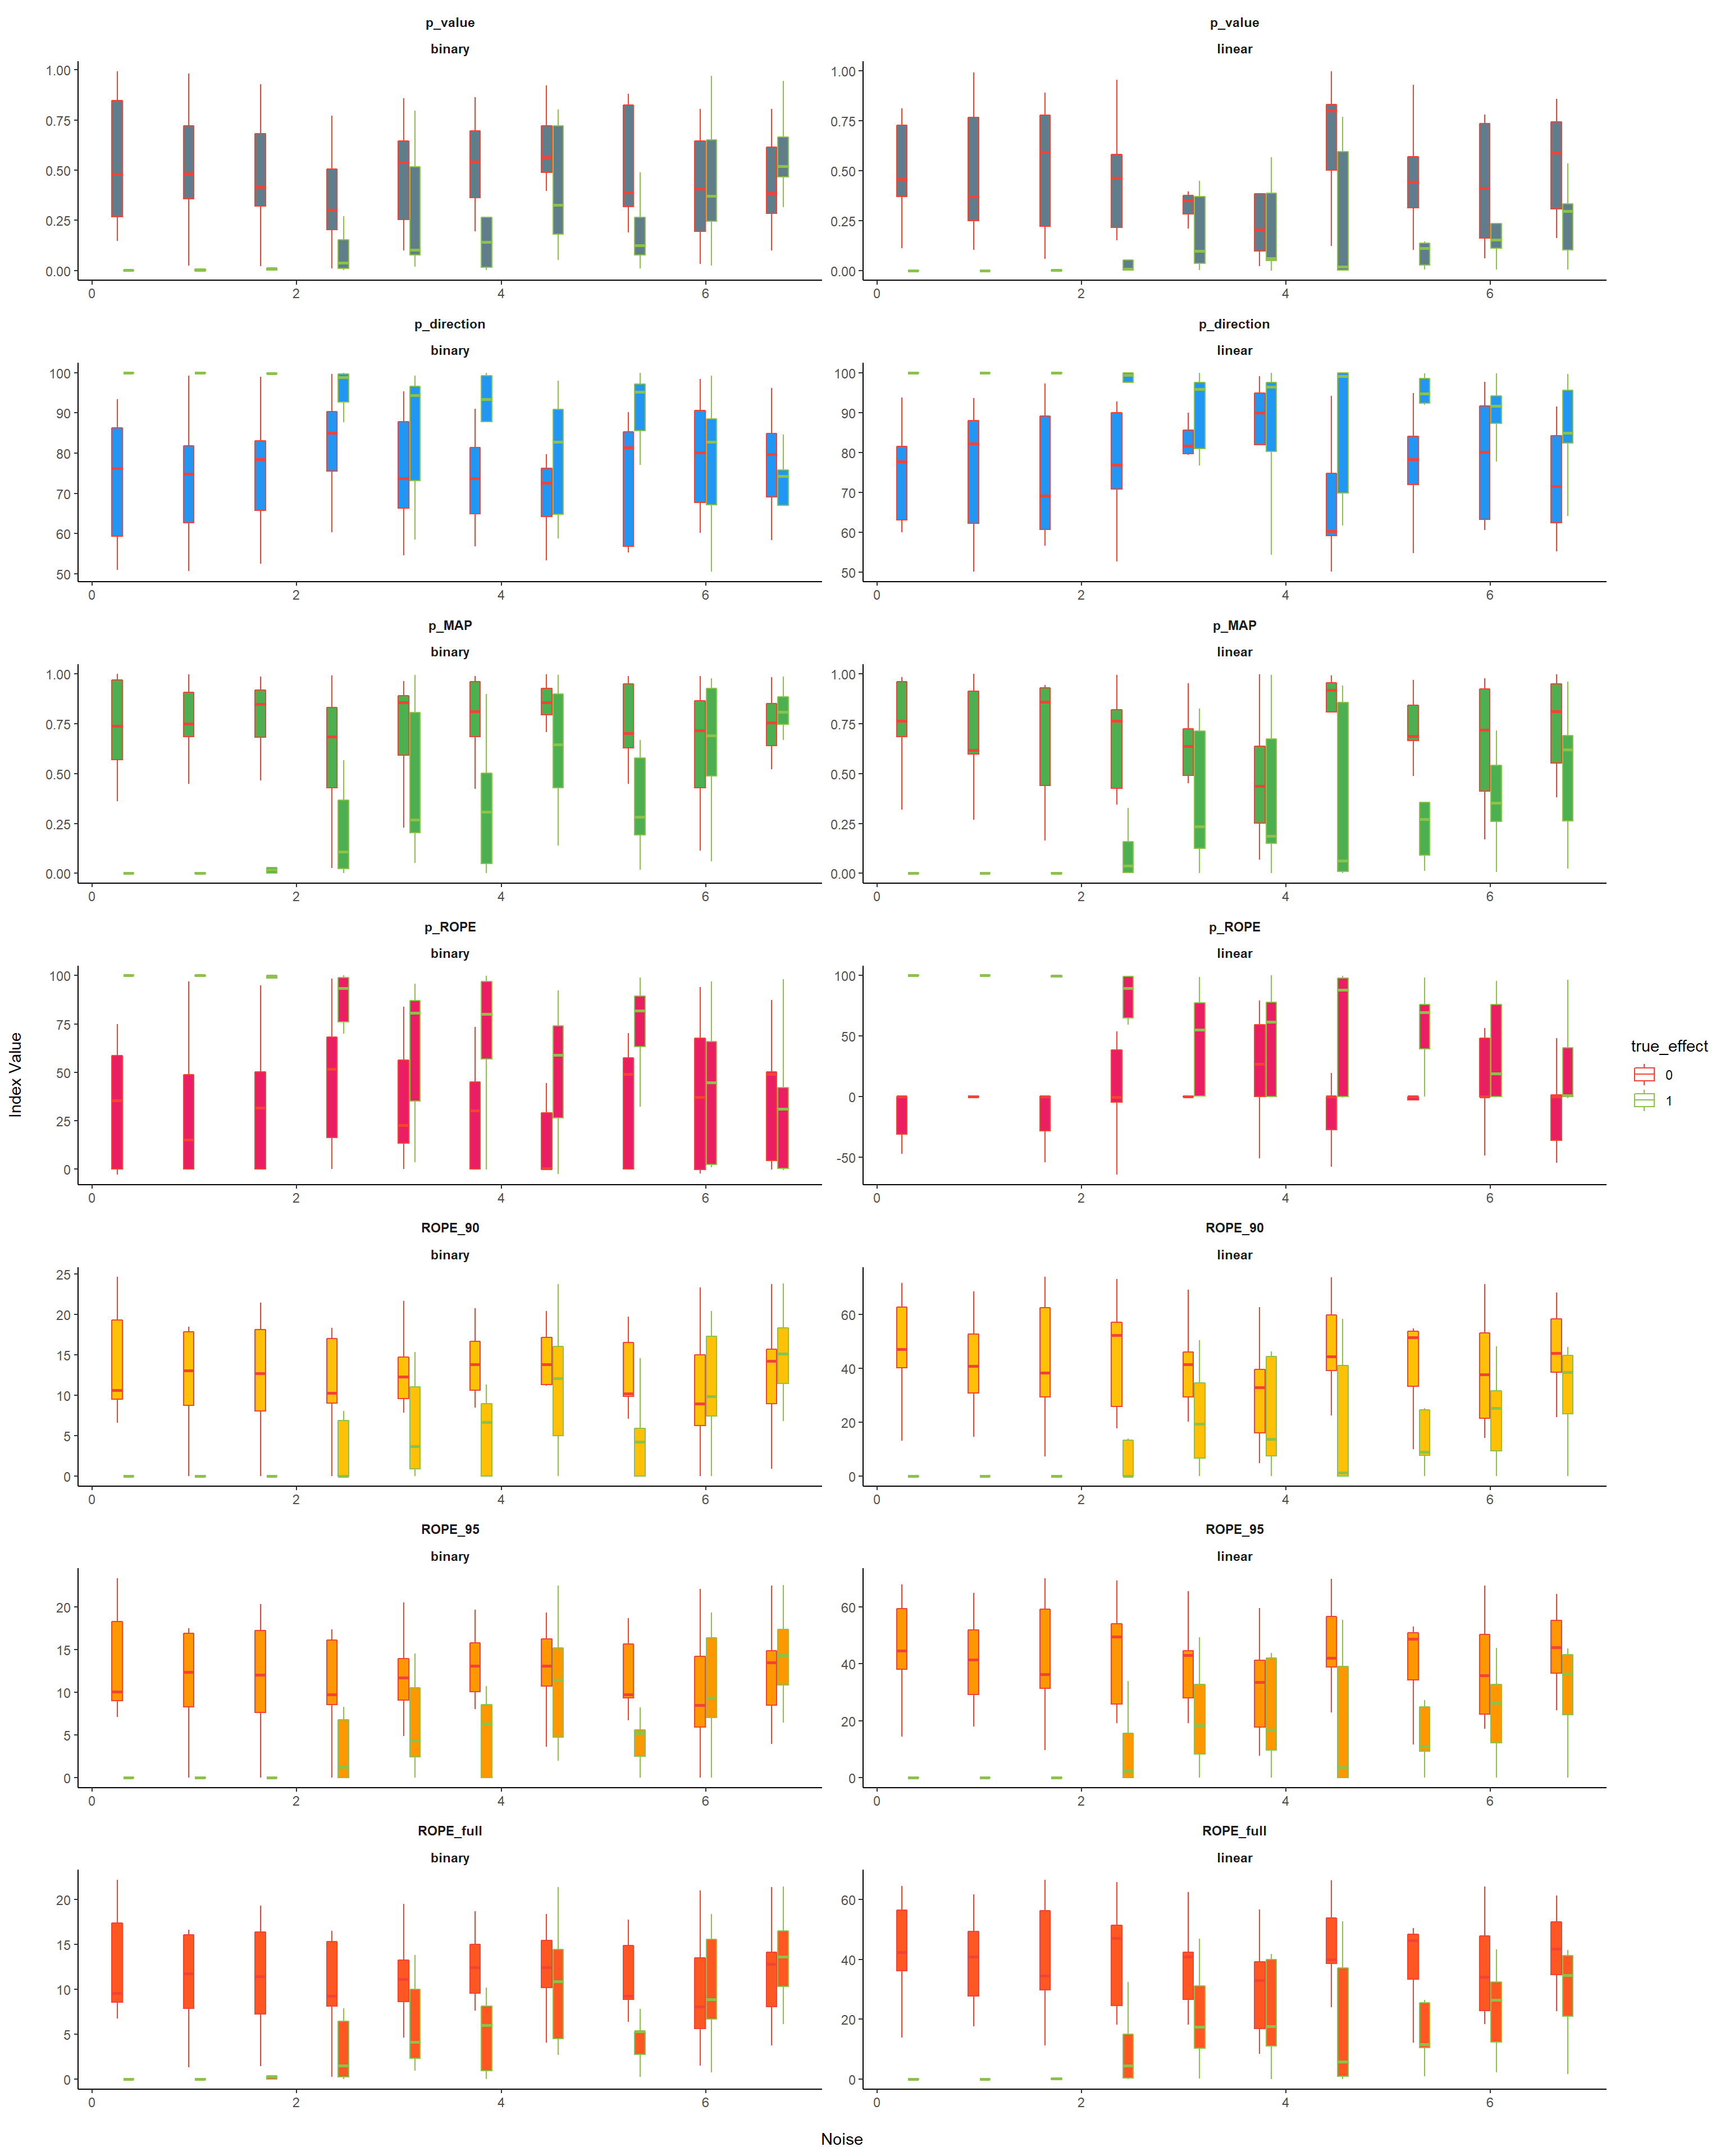 p_value p_value
binary linear
1.00 1.00
0.75 0.75
0.50 0.50
0.25 0.25
0.00 0.00
0 2 4 6 0 2 4 6
p_direction p_direction
binary linear
100 100
90 90
80 80
70 70
60 60
50 50
0 2 4 6 0 2 4 6
p_MAP p_MAP
binary linear
1.00 1.00
0.75 0.75
0.50 0.50
0.25 0.25
0.00 0.00
0 2 4 6 0 2 4 6
p_ROPE p_ROPE
binary linear
100 100
75 50
50 0
25 -50
0
0 2 4 6 0 2 4 6
ROPE_90 ROPE_90
binary linear
25 60
20 40
15 20
10 0
5
0
0 2 4 6 0 2 4 6
ROPE_95 ROPE_95
binary linear
20 60
15 40
10 20
5 0
0
0 2 4 6 0 2 4 6
ROPE_full ROPE_full
binary linear
20 60
15 40
10 20
5 0
0
0 2 4 6 0 2 4 6
Index Value
Noise
true_effect
0
1